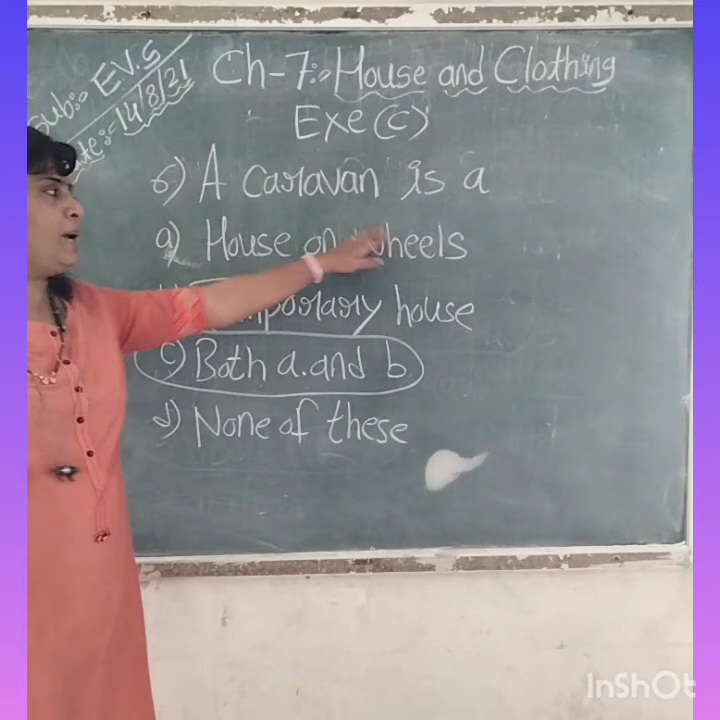 Sub:- EV.S
Date:-14/8/21
Ch-7:- House and Clothing
Exe (C)
6) A caravan is a
a) House on wheels
house
c) Both a. and b
d) None of these
InShOt